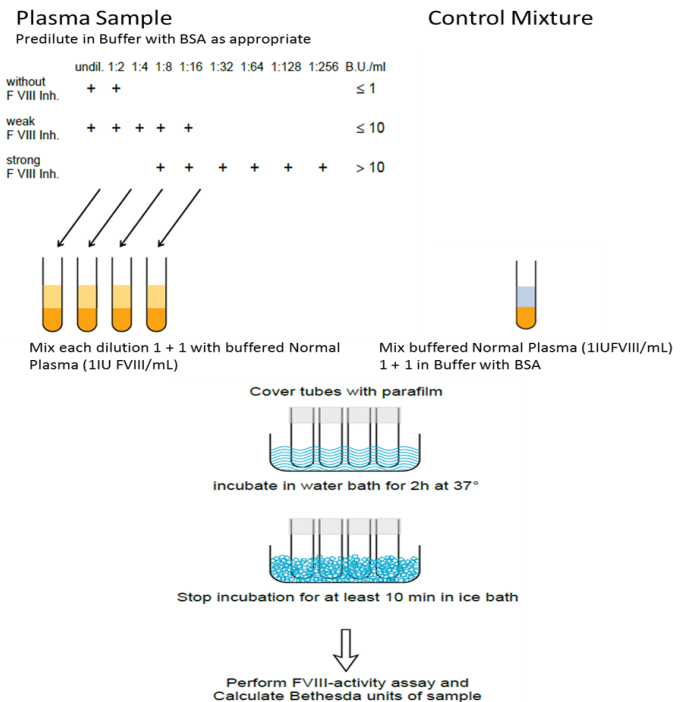 Plasma Sample
Control Mixture
Predilute in Buffer with BSA as appropriate
undil. 1:2 1:4 1:8 1:16 1:32 1:64 1:128 1:256 B.U./ml
without
F VIII Inh. + + ≤ 1
weak
F VIII Inh. + + + + + ≤ 10
strong
F VIII Inh. + + + + + + > 10
Mix each dilution 1 + 1 with buffered Normal
Plasma (1IU FVIII/mL)
Mix buffered Normal Plasma (1IUFVIII/mL)
1 + 1 in Buffer with BSA
Cover tubes with parafilm
incubate in water bath for 2h at 37°
Stop incubation for at least 10 min in ice bath
Perform FVIII-activity assay and
Calculate Bethesda units of sample